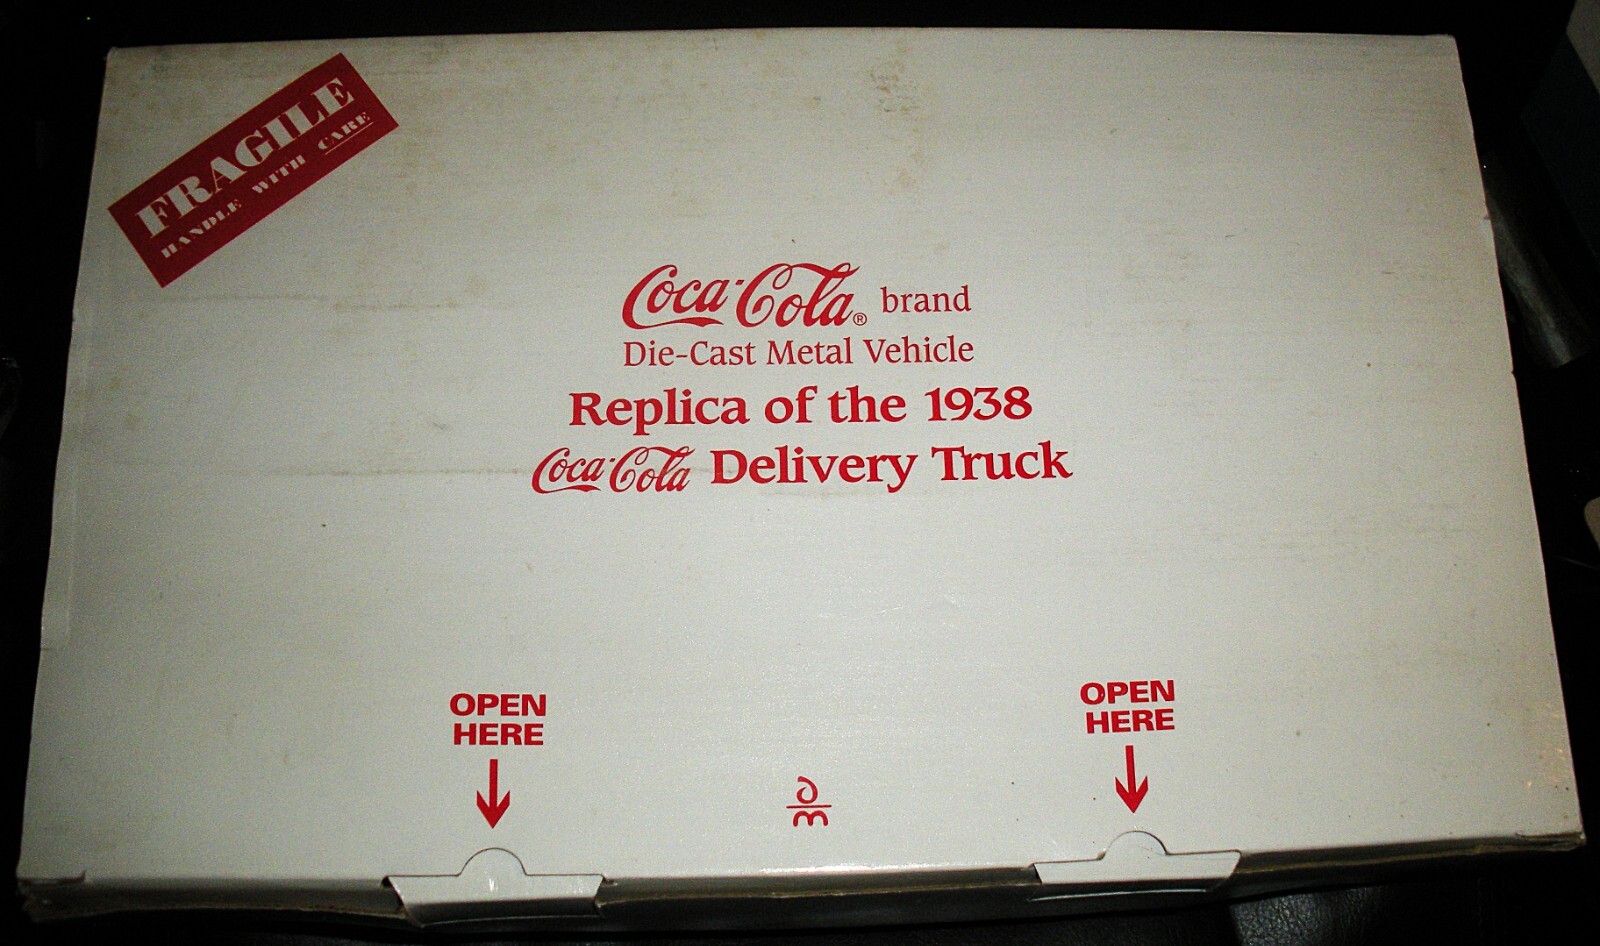 FRAGILE
HANDLE WITH CARE
Coca-Cola® brand
Die-Cast Metal Vehicle
Replica of the 1938
Coca-Cola Delivery Truck
OPEN
HERE
OPEN
HERE